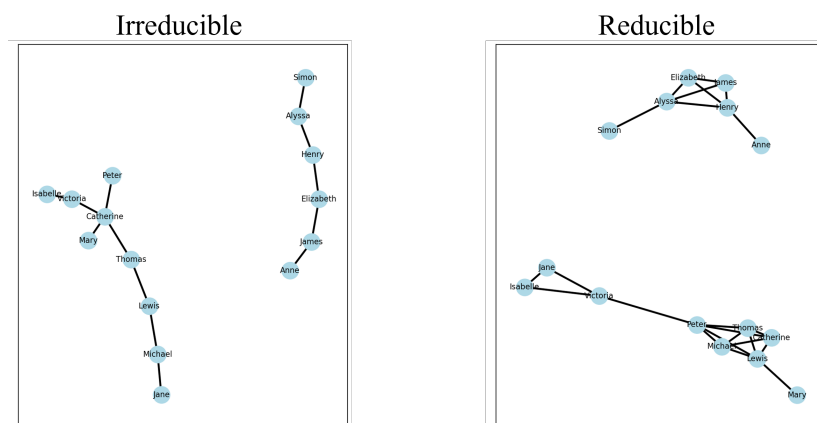 Irreducible
Simon
Alyssa
Henry
Peter
Isabelle
Victoria
Elizabeth
Catherine
Mary
James
Thomas
Anne
Lewis
Michael
Jane
Reducible
Elizabeth
James
Alyssa
Henry
Simon
Anne
Jane
Isabelle
Victoria
Peter
Thomas
Catherine
Michael
Lewis
Mary